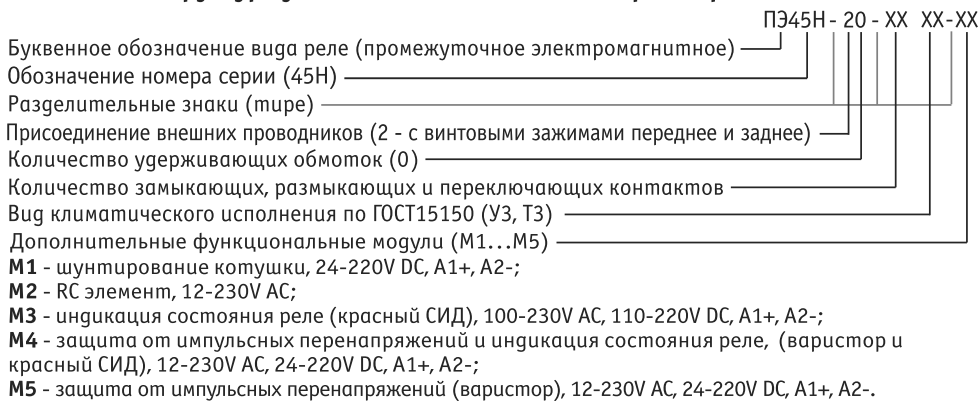 ПЭ45Н - 20 - XX XX-XX
Буквенное обозначение вида реле (промежуточное электромагнитное)
Обозначение номера серии (45Н)
Разделительные знаки (тире)
Присоединение внешних проводников (2 - с винтовыми зажимами переднее и заднее)
Количество удерживающих обмоток (0)
Количество замыкающих, размыкающих и переключающих контактов
Вид климатического исполнения по ГОСТ15150 (У3, Т3)
Дополнительные функциональные модули (М1...М5)
М1 - шунтирование катушки, 24-220V DC, A1+, A2-;
М2 - RC элемент, 12-230V AC;
М3 - индикация состояния реле (красный СИД), 100-230V AC, 110-220V DC, A1+, A2-;
М4 - защита от импульсных перенапряжений и индикация состояния реле, (варистор и
красный СИД), 12-230V AC, 24-220V DC, A1+, A2-;
М5 - защита от импульсных перенапряжений (варистор), 12-230V AC, 24-220V DC, A1+, A2-.